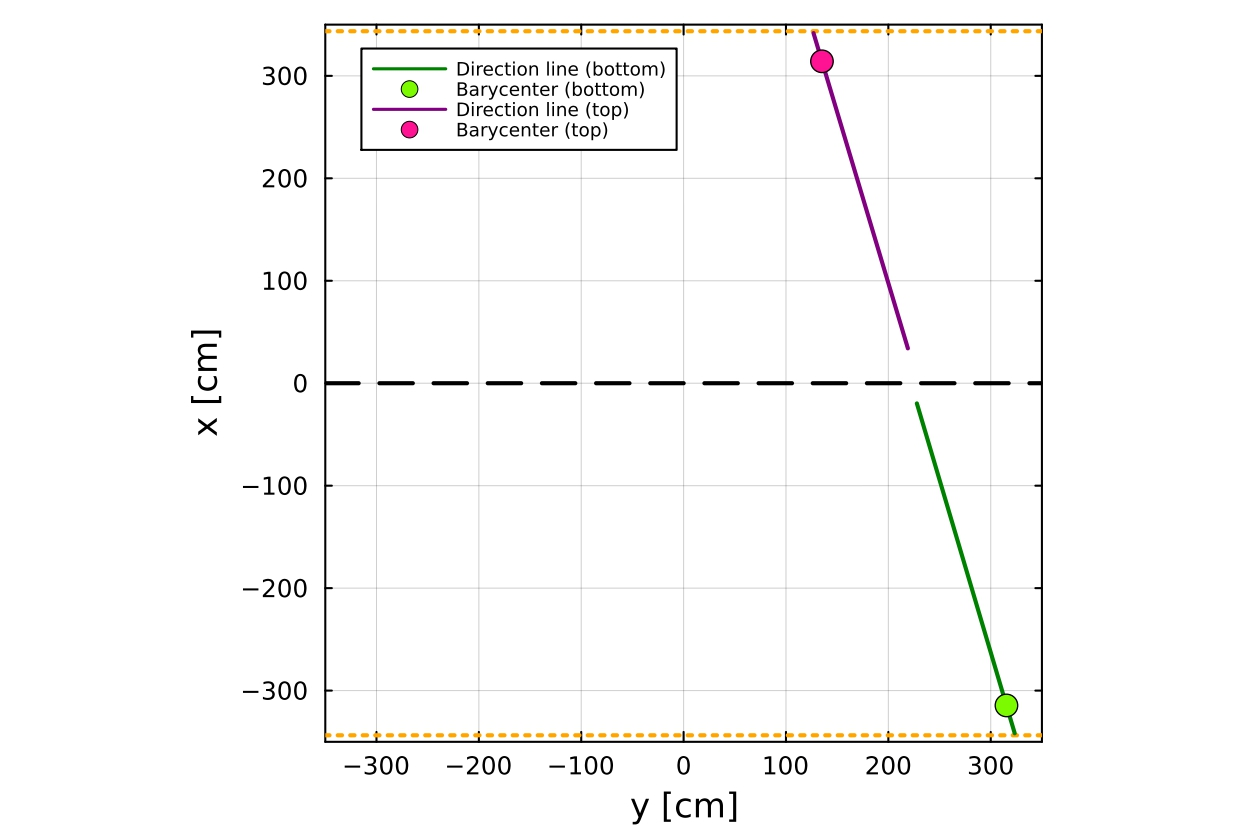 Direction line (bottom)
Barycenter (bottom)
Direction line (top)
Barycenter (top)
300
200
100
0
−100
−200
−300
x [cm]
−300 −200 −100 0 100 200 300
y [cm]